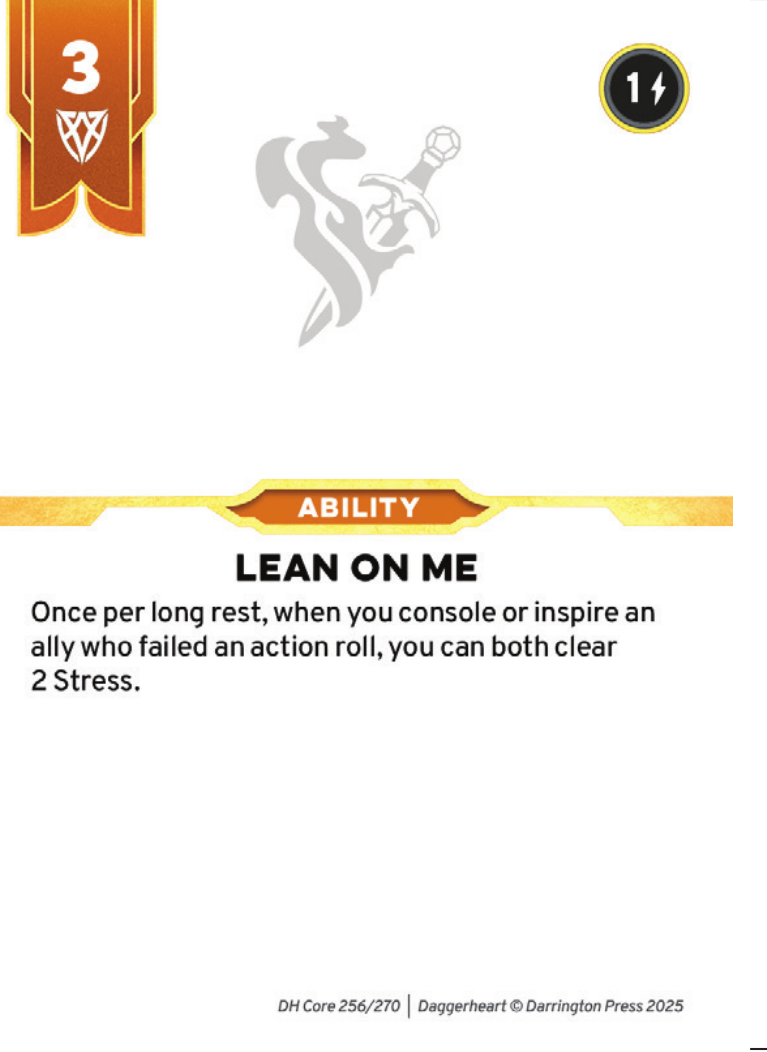 3
1
ABILITY
LEAN ON ME
Once per long rest, when you console or inspire an
ally who failed an action roll, you can both clear
2 Stress.
DH Core 256/270 | Daggerheart © Darrington Press 2025